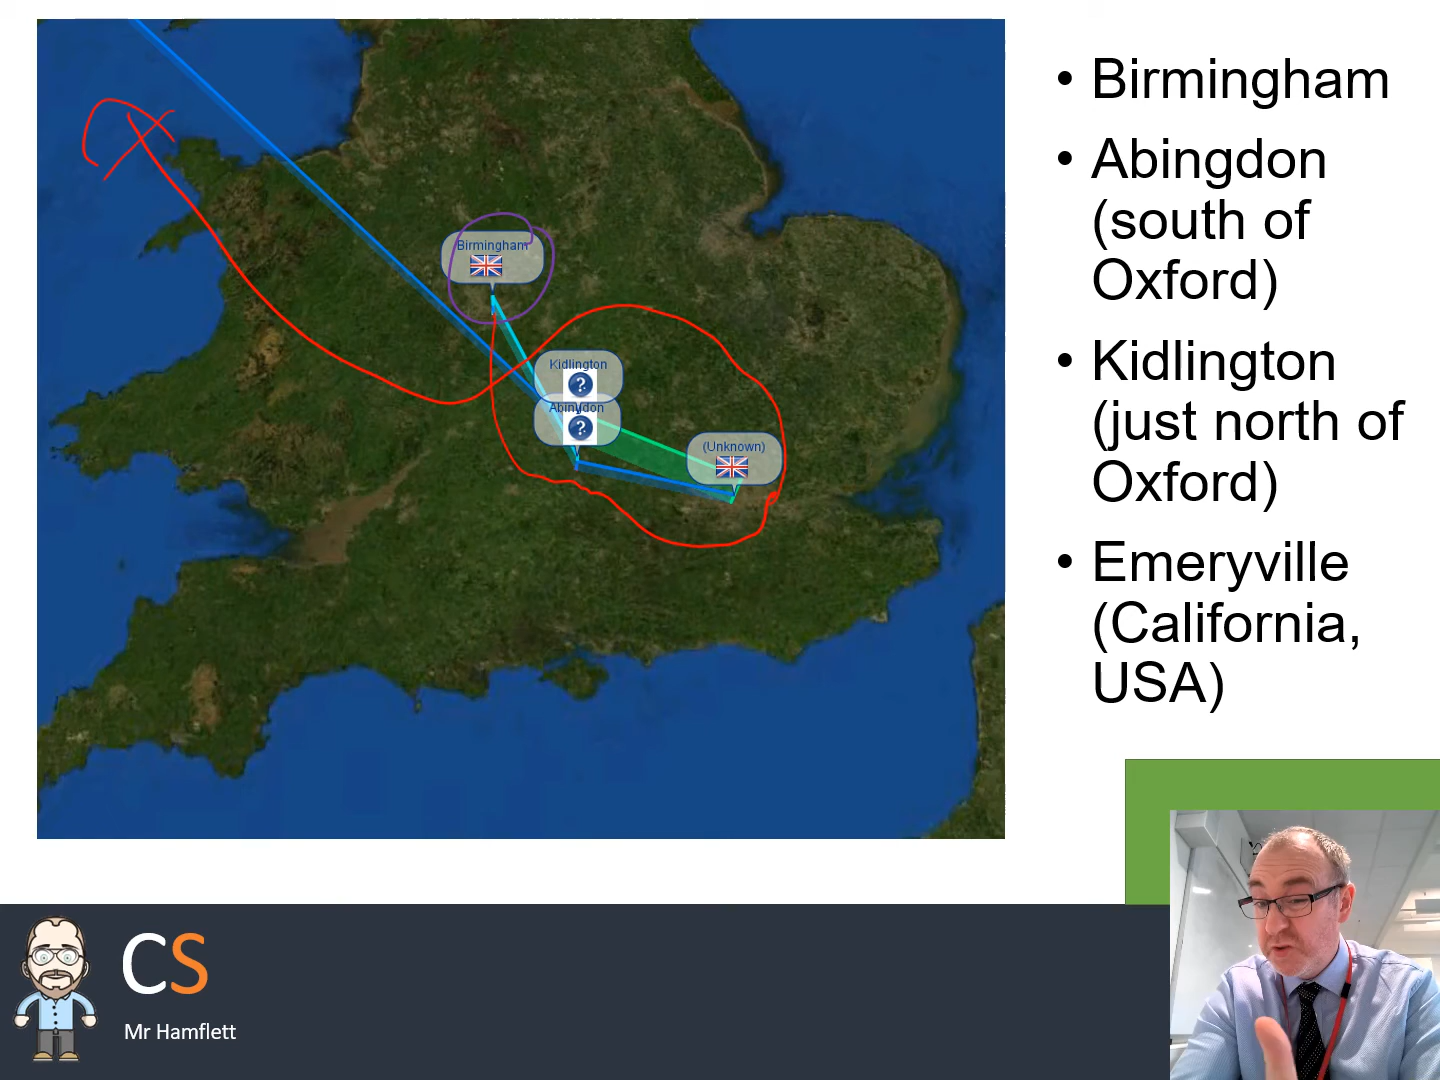 Birmingham
Kidlington
?
Abingdon
?
(Unknown)
• Birmingham
• Abingdon
(south of
Oxford)
• Kidlington
(just north of
Oxford)
• Emeryville
(California,
USA)
CS
Mr Hamflett